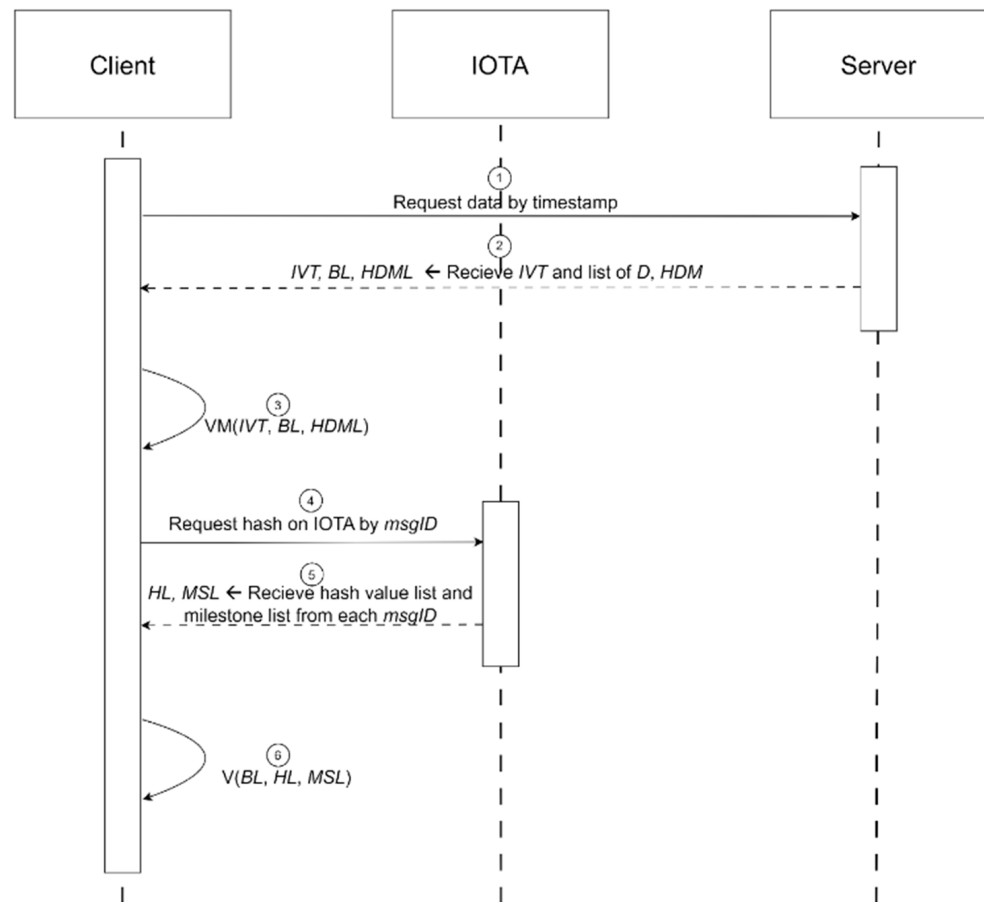 Client
IOTA
Server
1
Request data by timestamp
2
IVT, BL, HDML ← Recieve IVT and list of D, HDM
3
VM(IVT, BL, HDML)
4
Request hash on IOTA by msgID
5
HL, MSL ← Recieve hash value list and
milestone list from each msgID
6
V(BL, HL, MSL)